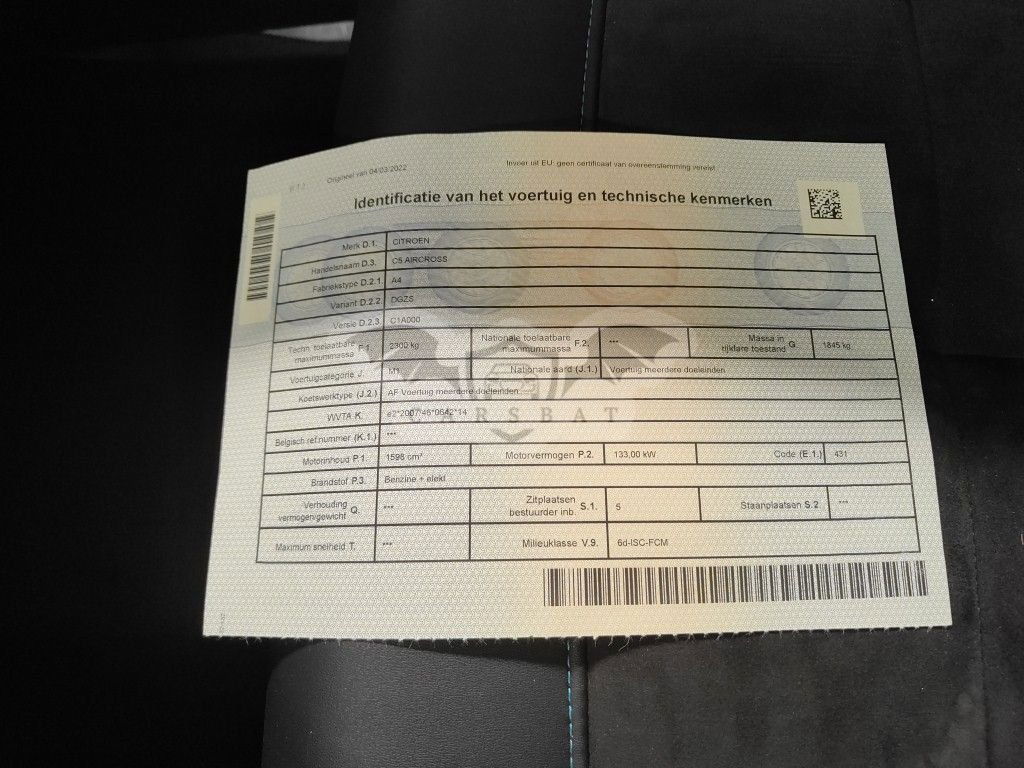 Origineel van 04/03/2022
Invoer uit EU: geen certificaat van overeenstemming vereist
Identificatie van het voertuig en technische kenmerken
Merk D.1. CITROEN
Handelsnaam D.3. C5 AIRCROSS
Fabriekstype D.2.1. A4
Variant D.2.2. DGZS
Versie D.2.3. C1A000
Techn. toelaatbare maximummassa F.1. 2300 kg Nationale toelaatbare maximummassa F.2. *** Massa in rijklare toestand G. 1845 kg
Voertuigcategorie J. M1 Nationale aard (J.1.) Voertuig meerdere doeleinden
Koetswerktype (J.2.) AF Voertuig meerdere doeleinden
WVTA K. e2*2007/46*0642*14
CARSBAT
Belgisch ref.nummer (K.1.) ***
Motorinhoud P.1. 1598 cm³ Motorvermogen P.2. 133,00 kW Code (E.1.) 431
Brandstof P.3. Benzine + elekt
Verhouding vermogen/gewicht Q. *** Zitplaatsen bestuurder inb. S.1. 5 Staanplaatsen S.2. ***
Maximum snelheid T. *** Milieuklasse V.9. 6d-ISC-FCM